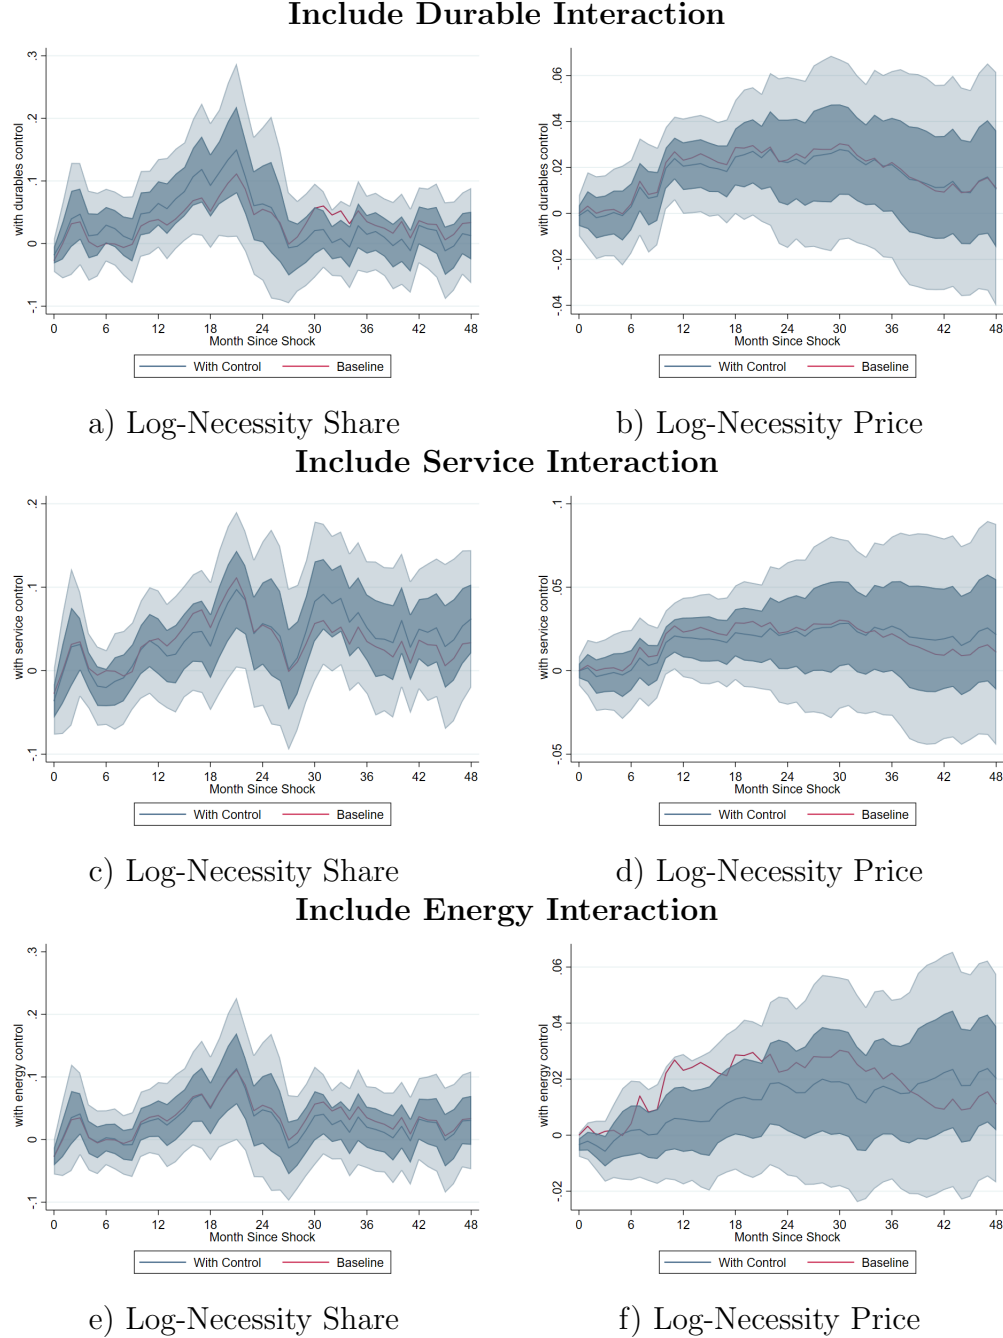 Include Durable Interaction
with durables control
.3
.2
.1
0
-.1
0 6 12 18 24 30 36 42 48
Month Since Shock
With Control Baseline
with durables control
.06
.04
.02
0
-.02
-.04
0 6 12 18 24 30 36 42 48
Month Since Shock
With Control Baseline
a) Log-Necessity Share
b) Log-Necessity Price
Include Service Interaction
with service control
.2
.1
0
-.1
0 6 12 18 24 30 36 42 48
Month Since Shock
With Control Baseline
with service control
.1
.05
0
-.05
0 6 12 18 24 30 36 42 48
Month Since Shock
With Control Baseline
c) Log-Necessity Share
d) Log-Necessity Price
Include Energy Interaction
with energy control
.3
.2
.1
0
-.1
0 6 12 18 24 30 36 42 48
Month Since Shock
With Control Baseline
with energy control
.06
.04
.02
0
-.02
0 6 12 18 24 30 36 42 48
Month Since Shock
With Control Baseline
e) Log-Necessity Share
f) Log-Necessity Price